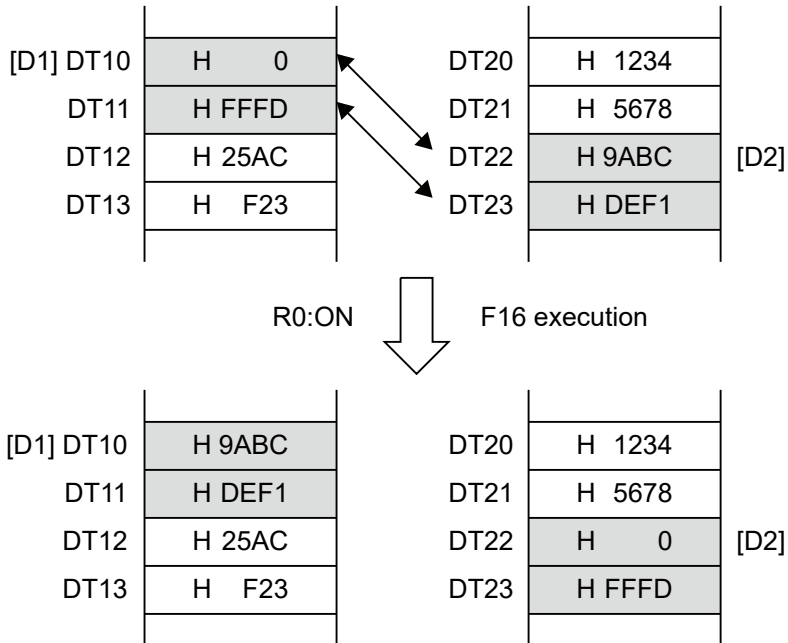 [D1] DT10 H 0 DT20 H 1234
DT11 H FFFD DT21 H 5678
DT12 H 25AC DT22 H 9ABC [D2]
DT13 H F23 DT23 H DEF1
R0:ON F16 execution
[D1] DT10 H 9ABC DT20 H 1234
DT11 H DEF1 DT21 H 5678
DT12 H 25AC DT22 H 0 [D2]
DT13 H F23 DT23 H FFFD